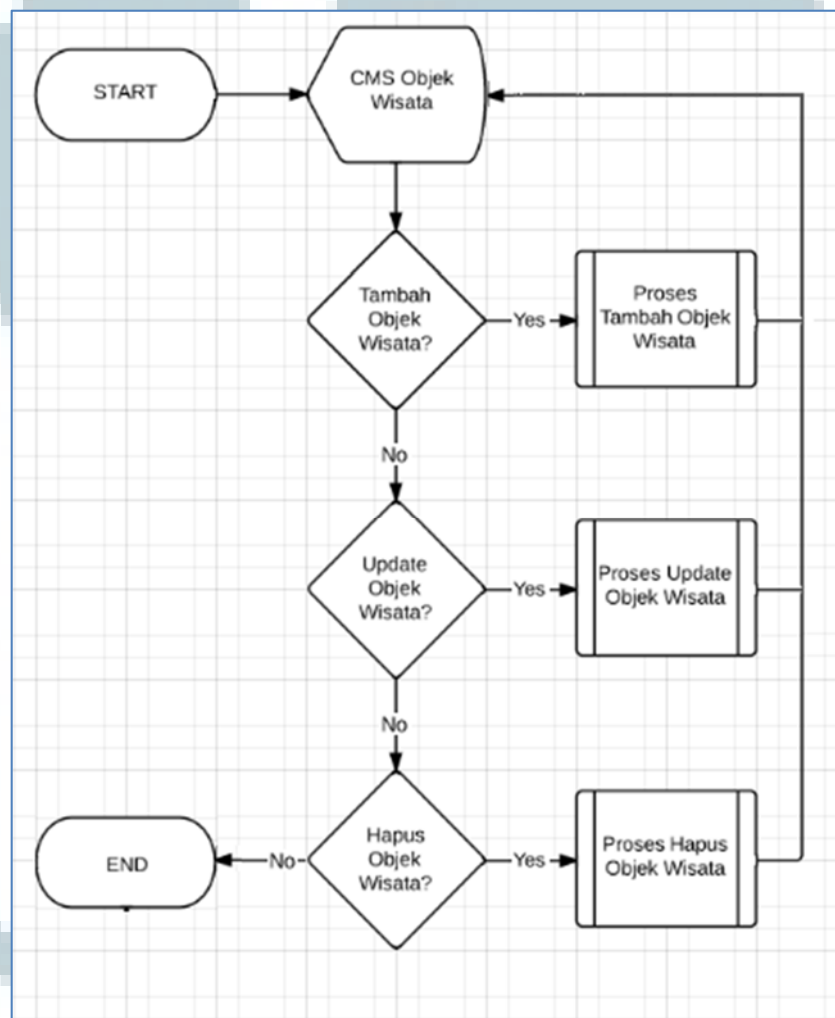 START
CMS Objek
Wisata
Tambah
Objek
Wisata?
Yes
Proses
Tambah Objek
Wisata
No
Update
Objek
Wisata?
Yes
Proses Update
Objek Wisata
No
Hapus
Objek
Wisata?
Yes
Proses Hapus
Objek Wisata
No
END